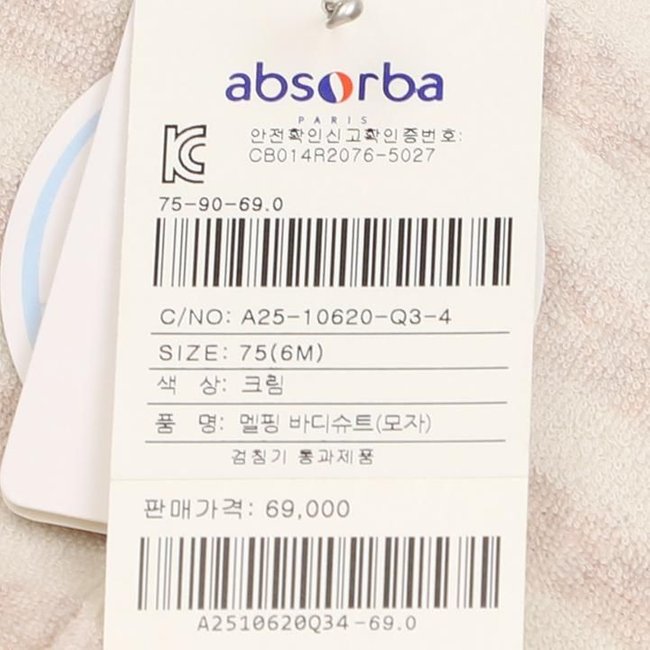 absorba
PARIS
안전확인신고확인증번호:
CB014R2076-5027
75-90-69.0
C/NO: A25-10620-Q3-4
SIZE: 75(6M)
색 상: 크림
품 명: 멜핑 바디슈트(모자)
검침기 통과제품
판매가격: 69,000
A2510620Q34-69.0